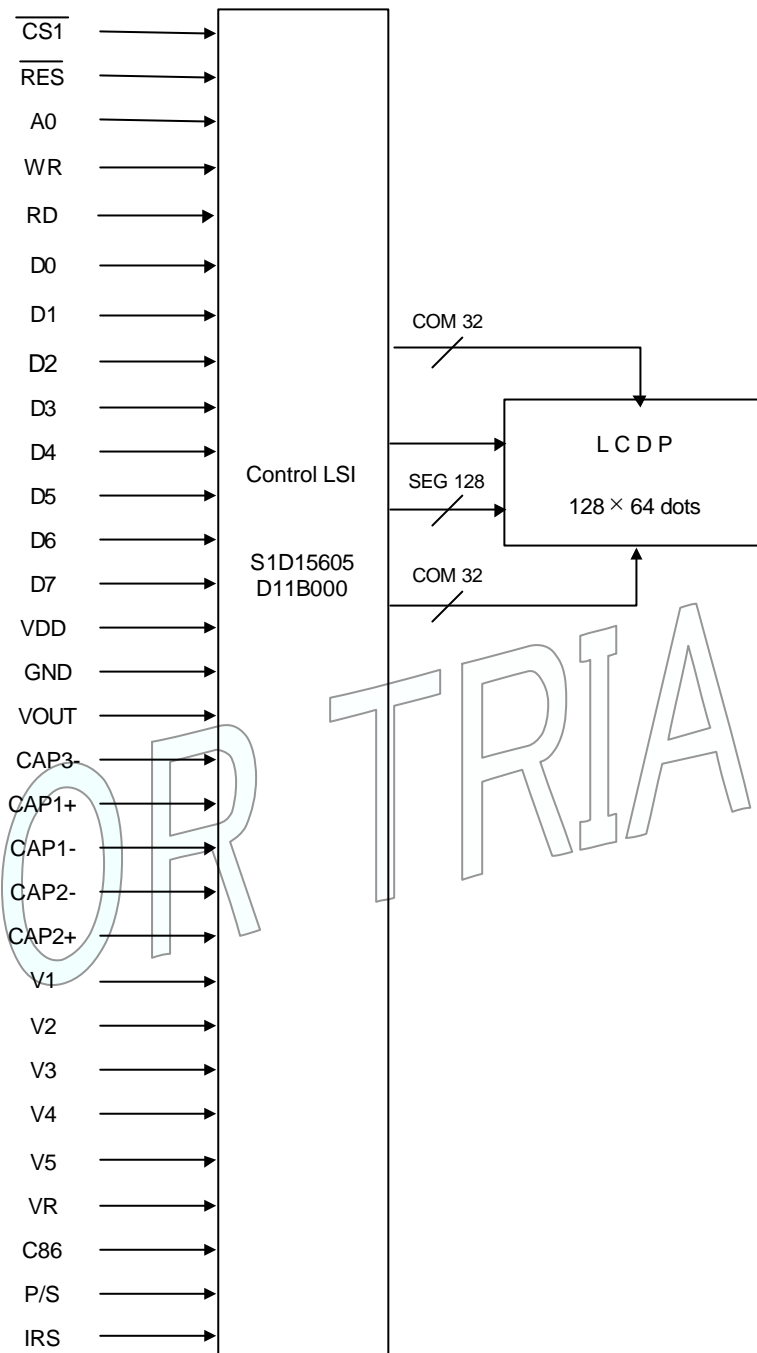 CS1
RES
A0
WR
RD
D0
D1
D2
D3
D4
D5
D6
D7
VDD
GND
VOUT
CAP3-
CAP1+
CAP1-
CAP2-
CAP2+
V1
V2
V3
V4
V5
VR
C86
P/S
IRS
Control LSI
S1D15605
D11B000
COM 32
SEG 128
COM 32
L C D P
128 × 64 dots
OR TRIA